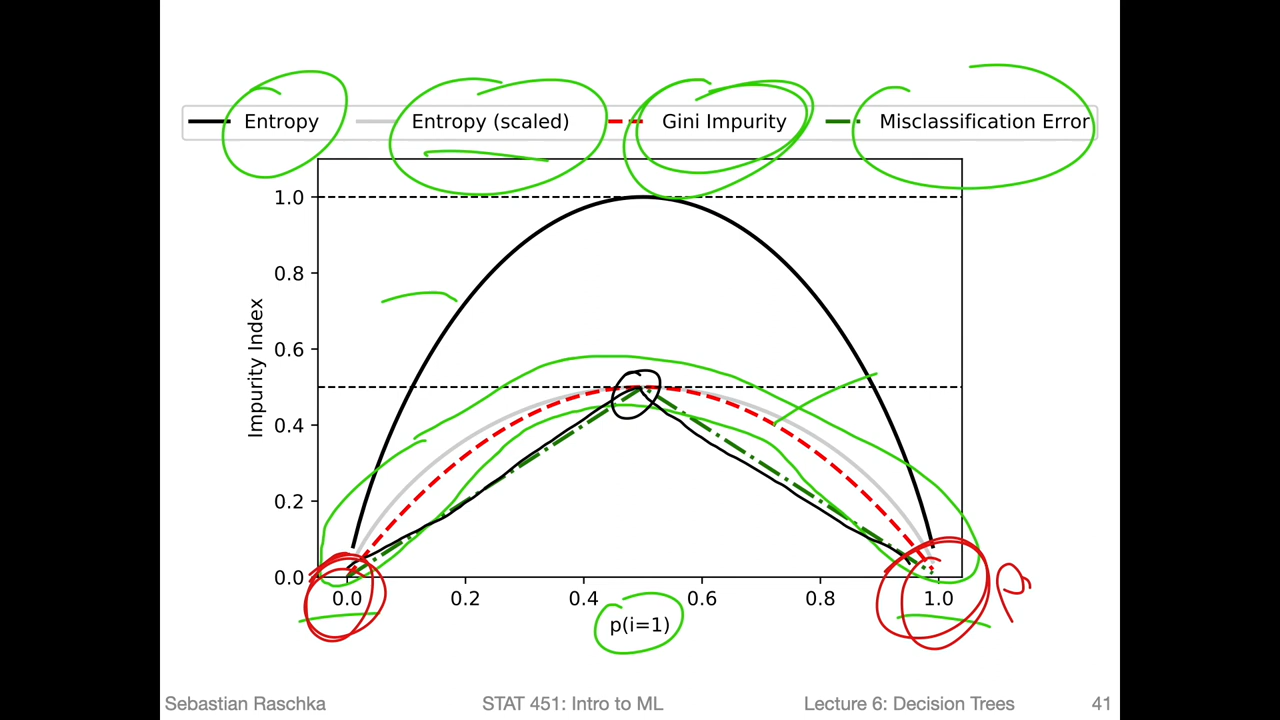 Entropy Entropy (scaled) Gini Impurity Misclassification Error
1.0
0.8
0.6
0.4
0.2
0.0
Impurity Index
0.0 0.2 0.4 0.6 0.8 1.0
p(i=1)
Sebastian Raschka STAT 451: Intro to ML Lecture 6: Decision Trees 41